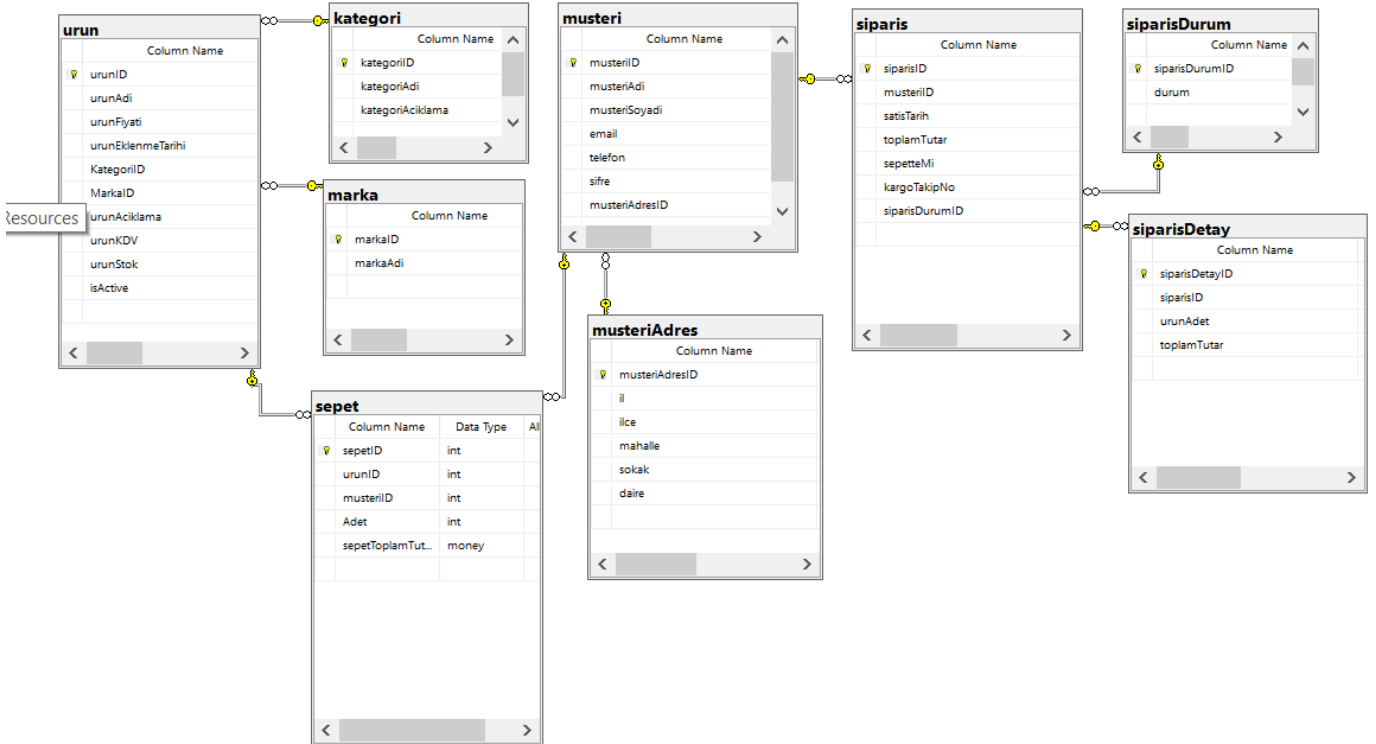 urun
Column Name
urunID
urunAdi
urunFiyati
urunEklenmeTarihi
KategoriID
MarkaID
urunAciklama
urunKDV
urunStok
isActive
Resources
kategori
Column Name
kategoriID
kategoriAdi
kategoriAciklama
marka
Column Name
markaID
markaAdi
sepet
Column Name Data Type Al
sepetID int
urunID int
musteriID int
Adet int
sepetToplamTut... money
musteri
Column Name
musteriID
musteriAdi
musteriSoyadi
email
telefon
sifre
musteriAdresID
musteriAdres
Column Name
musteriAdresID
il
ilce
mahalle
sokak
daire
siparis
Column Name
siparisID
musteriID
satisTarih
toplamTutar
sepetteMi
kargoTakipNo
siparisDurumID
siparisDurum
Column Name
siparisDurumID
durum
siparisDetay
Column Name
siparisDetayID
siparisID
urunAdet
toplamTutar